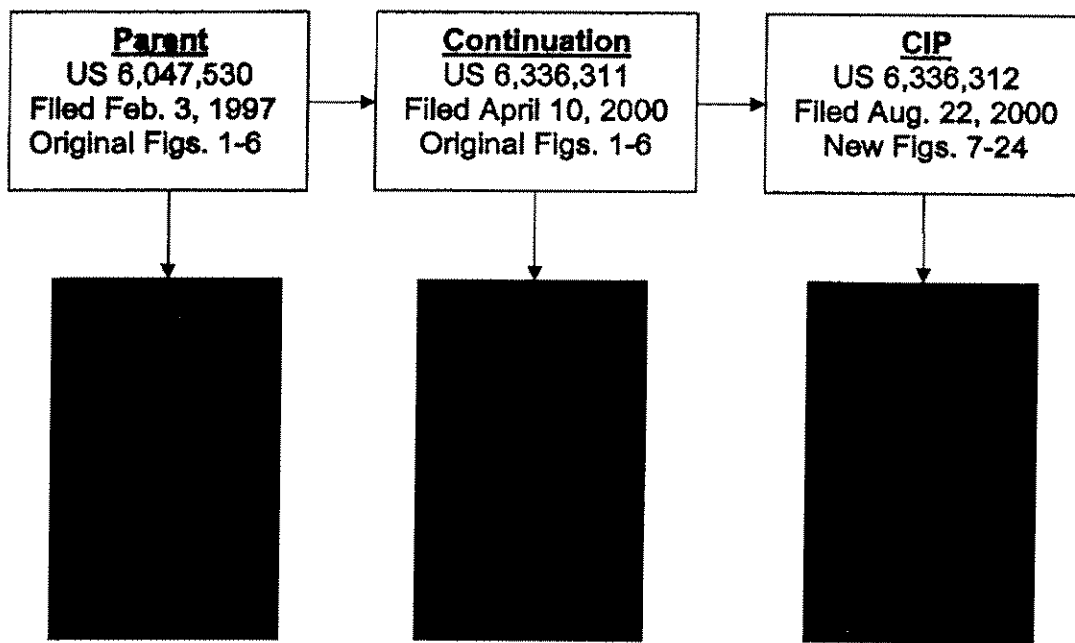 Parent
US 6,047,530
Filed Feb. 3, 1997
Original Figs. 1-6
Continuation
US 6,336,311
Filed April 10, 2000
Original Figs. 1-6
CIP
US 6,336,312
Filed Aug. 22, 2000
New Figs. 7-24